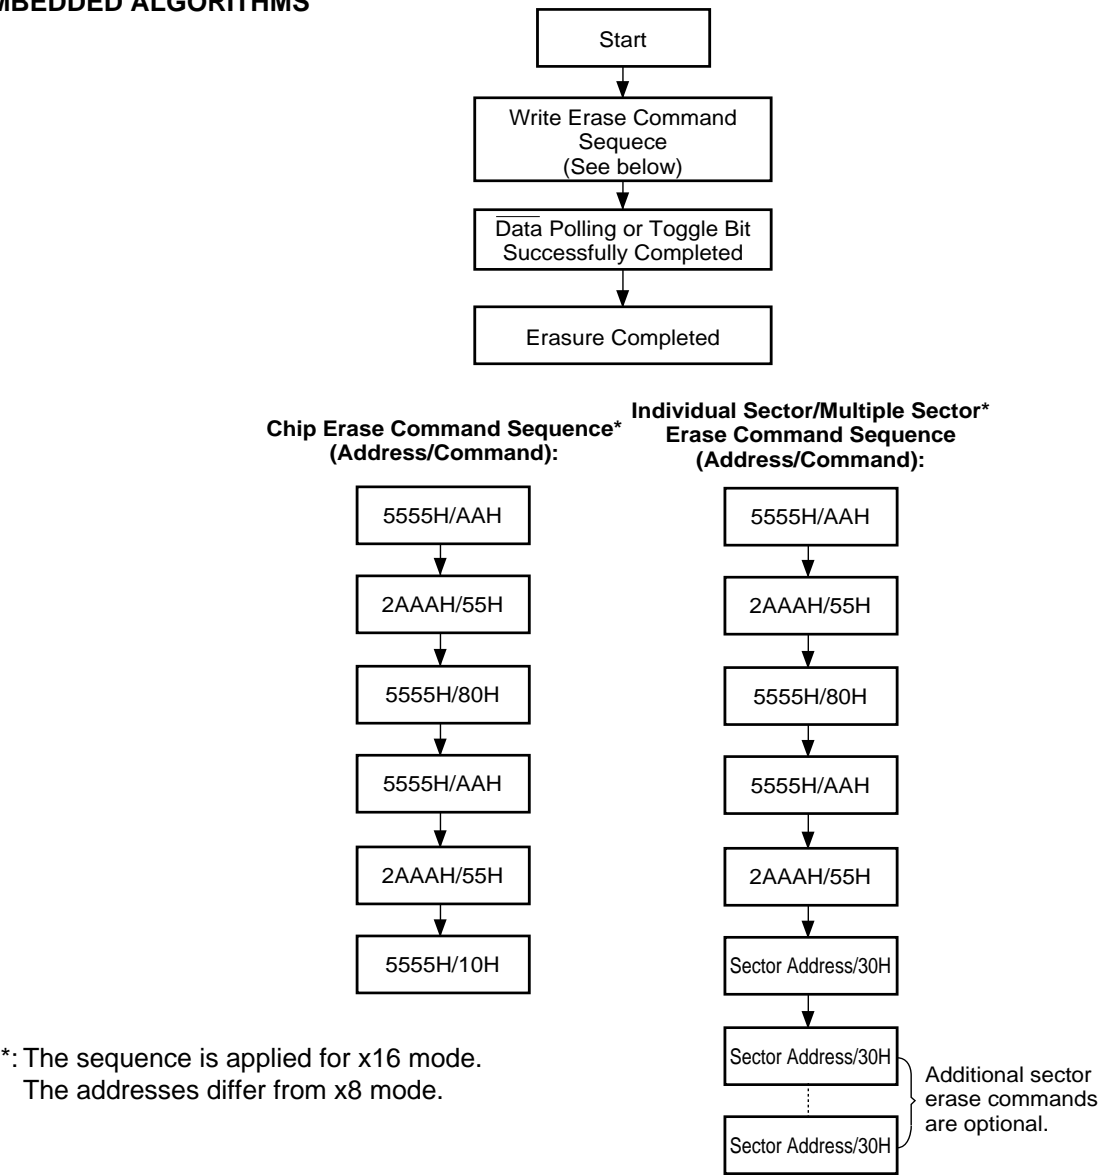 EMBEDDED ALGORITHMS
Start
Write Erase Command
Sequece
(See below)
Data Polling or Toggle Bit
Successfully Completed
Erasure Completed
Chip Erase Command Sequence*
(Address/Command):
5555H/AAH
2AAAH/55H
5555H/80H
5555H/AAH
2AAAH/55H
5555H/10H
Individual Sector/Multiple Sector*
Erase Command Sequence
(Address/Command):
5555H/AAH
2AAAH/55H
5555H/80H
5555H/AAH
2AAAH/55H
Sector Address/30H
Sector Address/30H
Sector Address/30H
Additional sector
erase commands
are optional.
*: The sequence is applied for x16 mode.
The addresses differ from x8 mode.